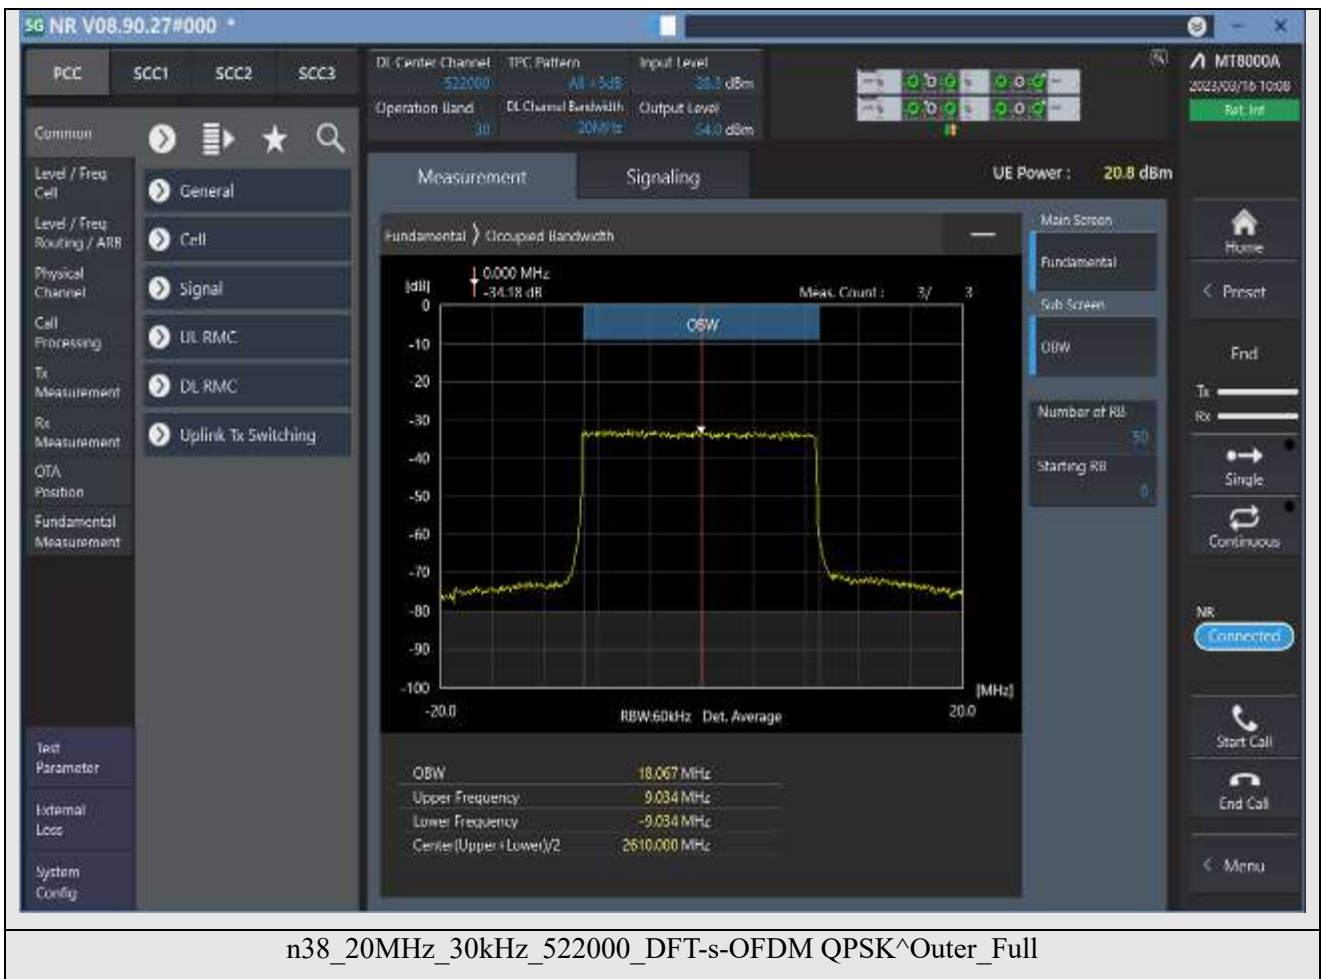 5G NR V08.90.27#000 *
PCC SCC1 SCC2 SCC3
DL Center Channel TPC Pattern Input Level
522000 All +3dB dBm
Operation Band DL Channel Bandwidth Output Level
20MHz -54.0 dBm
MT8000A
2023/03/16 10:08
Ref. Int
Common
Level / Freq
Cell
Level / Freq
Routing / ARB
Physical
Channel
Call
Processing
Tx
Measurement
Rx
Measurement
OTA
Position
Fundamental
Measurement
Test
Parameter
External
Loss
System
Config
General
Cell
Signal
UL RMC
DL RMC
Uplink Tx Switching
Measurement Signaling UE Power : 20.8 dBm
Fundamental Occupied Bandwidth
[dB] 0.000 MHz
-34.18 dB Meas. Count : 3/ 3
OBW
0
-10
-20
-30
-40
-50
-60
-70
-80
-90
-100
[MHz]
-20.0 RBW:60kHz Det. Average 20.0
OBW 18.067 MHz
Upper Frequency 9.034 MHz
Lower Frequency -9.034 MHz
Center(Upper+Lower)/2 2610.000 MHz
Main Screen
Fundamental
Sub Screen
OBW
Number of RB
50
Starting RB
0
Home
Preset
End
Tx
Rx
Single
Continuous
NR
Connected
Start Call
End Call
Menu
n38_20MHz_30kHz_522000_DFT-s-OFDM QPSK^Outer_Full